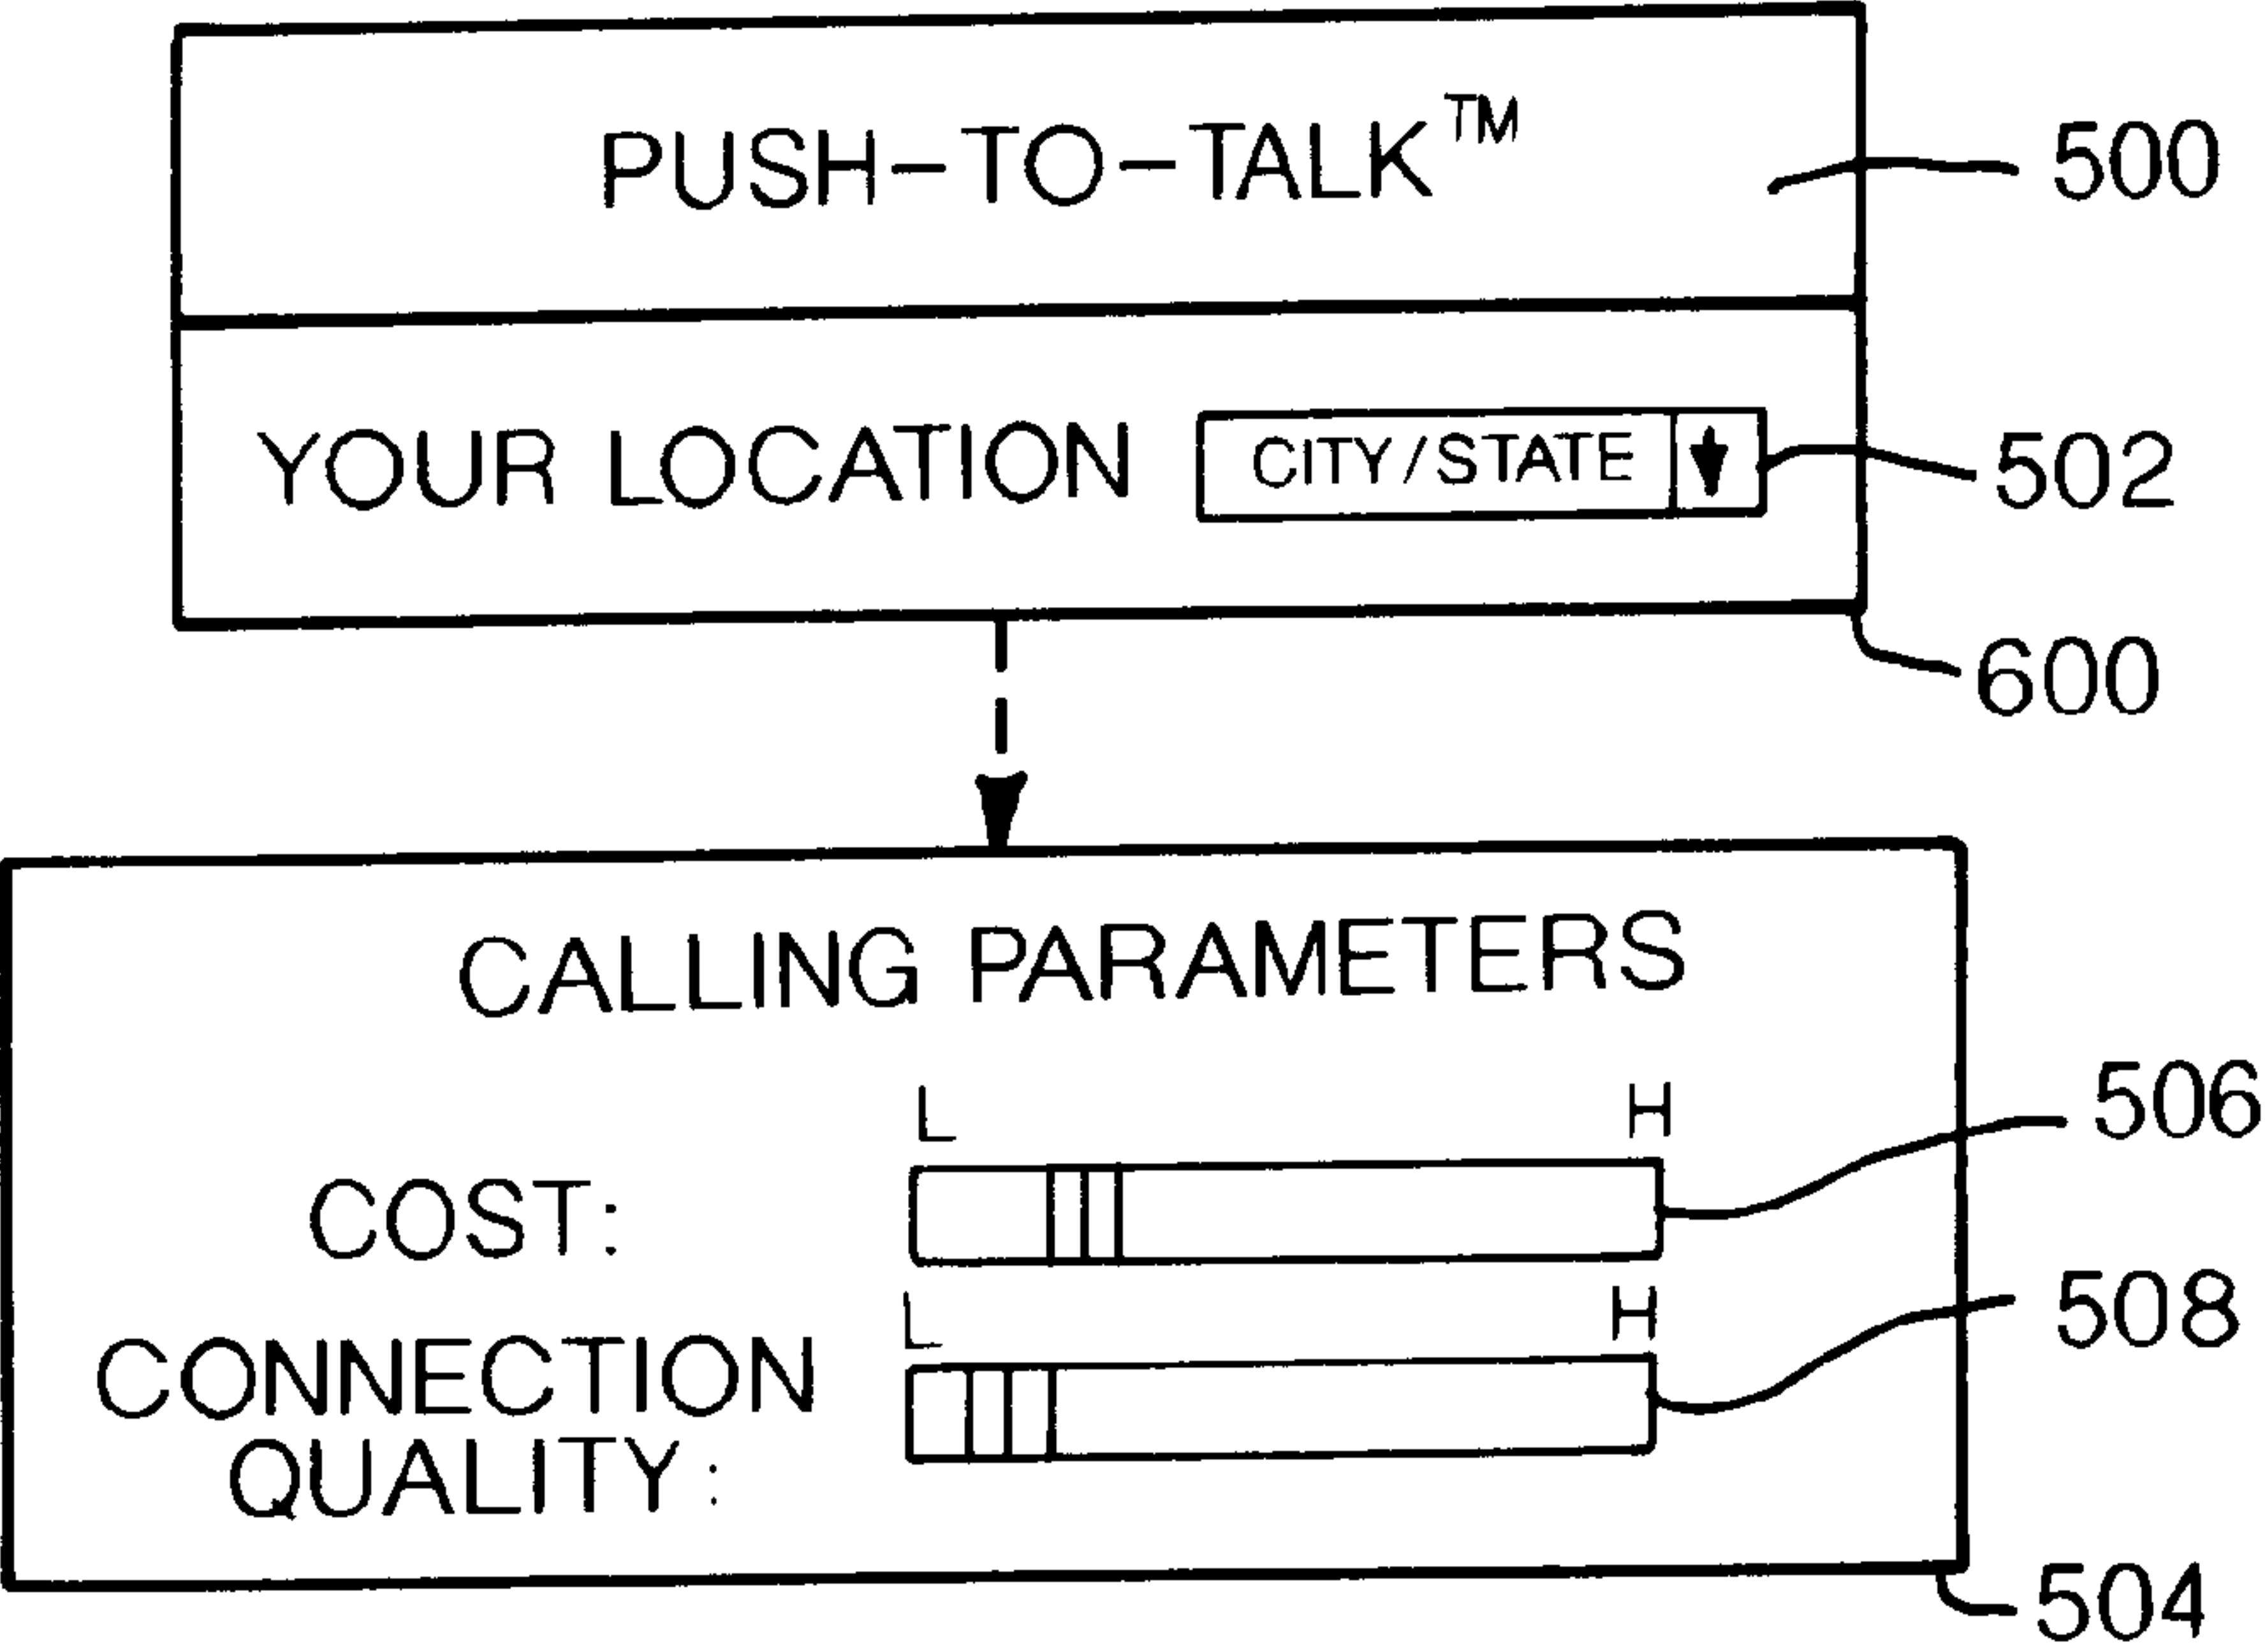 PUSH-TO-TALK™ 500
YOUR LOCATION CITY/STATE 502
600
CALLING PARAMETERS
L H 506
COST:
L H 508
CONNECTION
QUALITY:
504